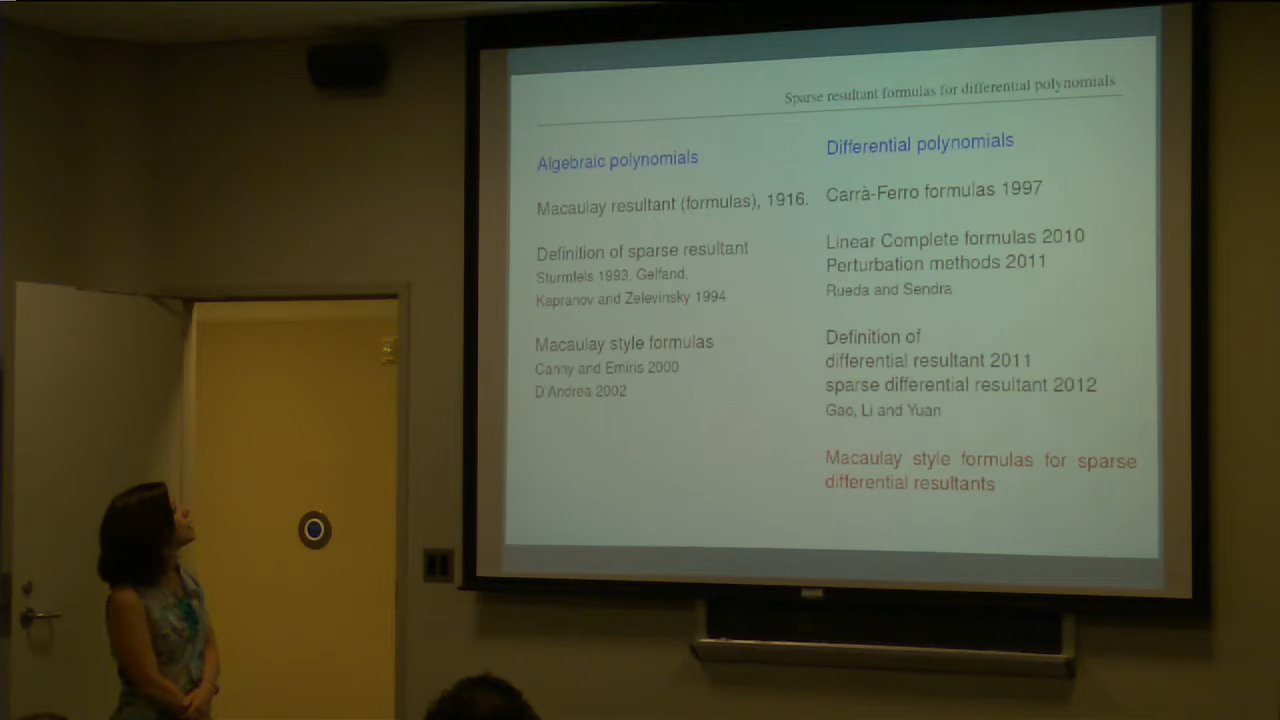 Sparse resultant formulas for differential polynomials
Algebraic polynomials
Macaulay resultant (formulas), 1916.
Definition of sparse resultant
Sturmfels 1993, Gelfand,
Kapranov and Zelevinsky 1994
Macaulay style formulas
Canny and Emiris 2000
D'Andrea 2002
Differential polynomials
Carrà-Ferro formulas 1997
Linear Complete formulas 2010
Perturbation methods 2011
Rueda and Sendra
Definition of
differential resultant 2011
sparse differential resultant 2012
Gao, Li and Yuan
Macaulay style formulas for sparse
differential resultants